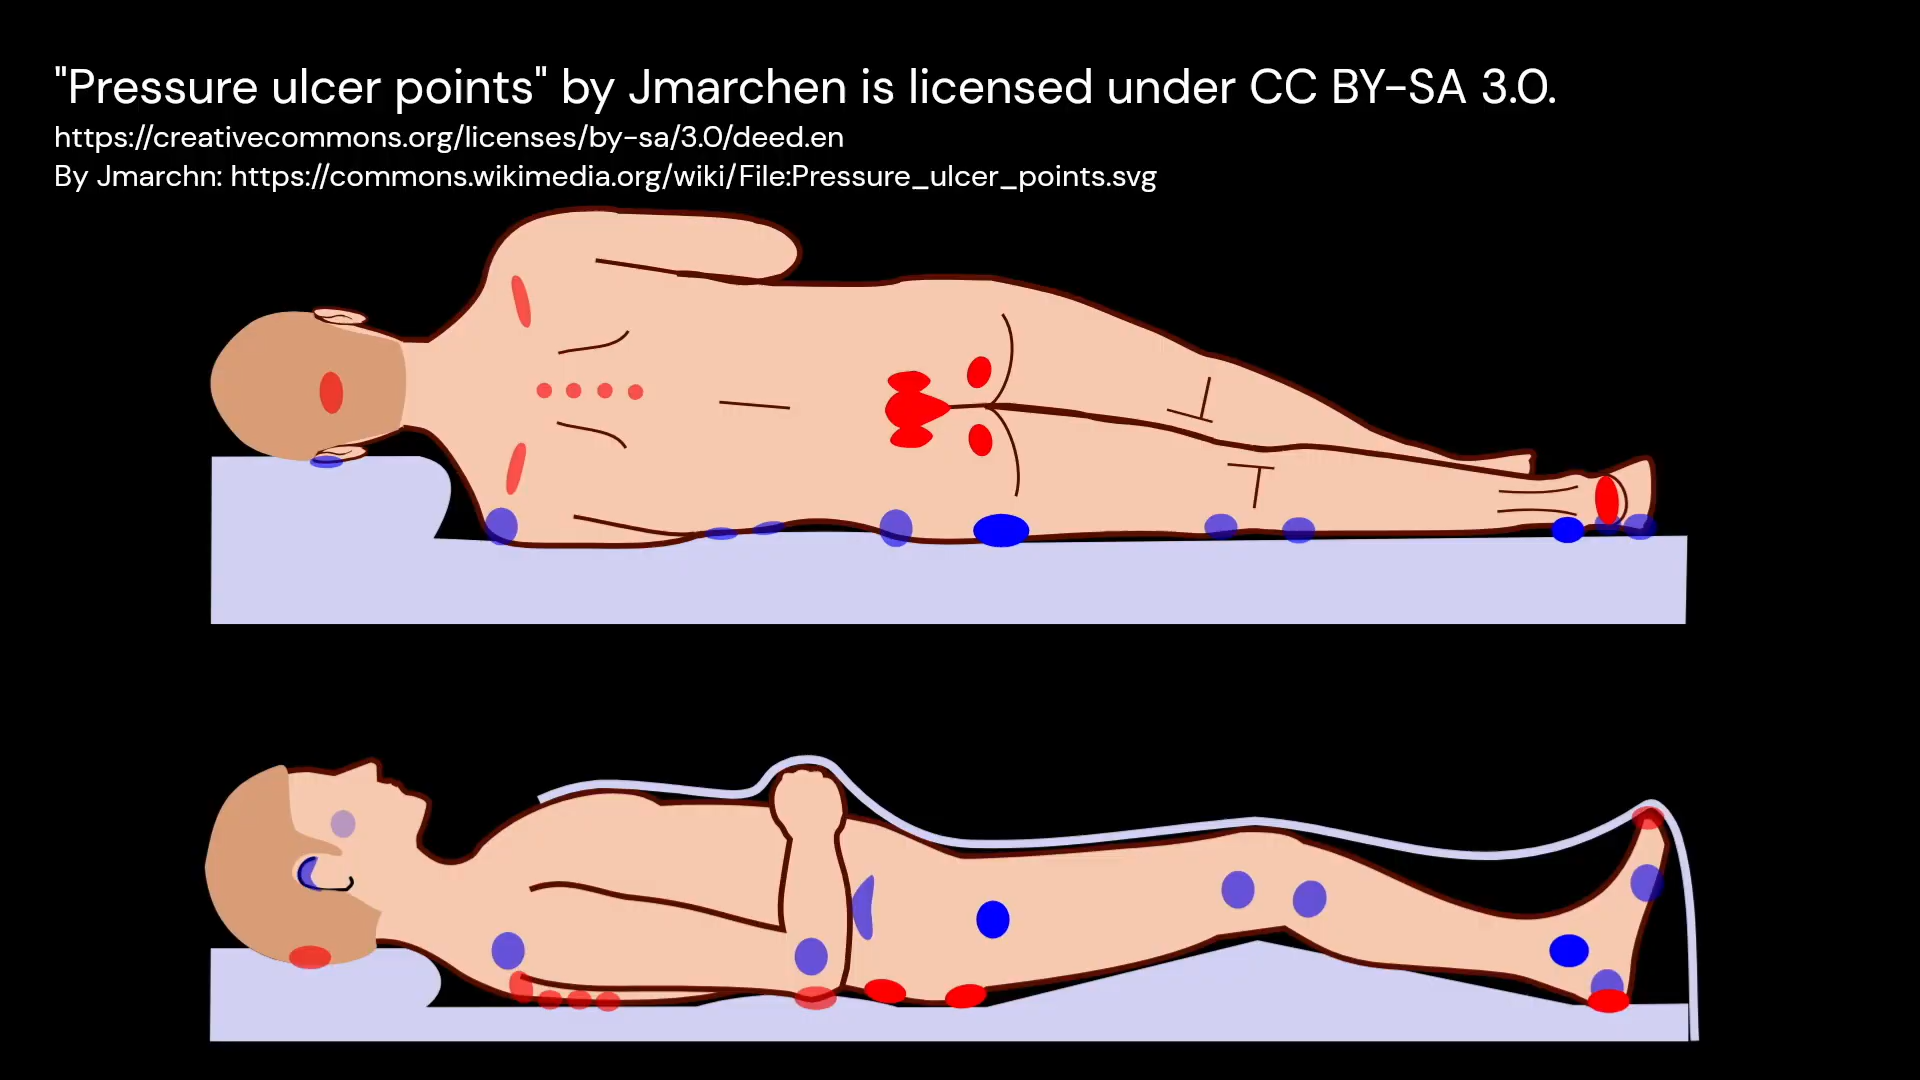 "Pressure ulcer points" by Jmarchen is licensed under CC BY-SA 3.0.
https://creativecommons.org/licenses/by-sa/3.0/deed.en
By Jmarchn: https://commons.wikimedia.org/wiki/File:Pressure_ulcer_points.svg